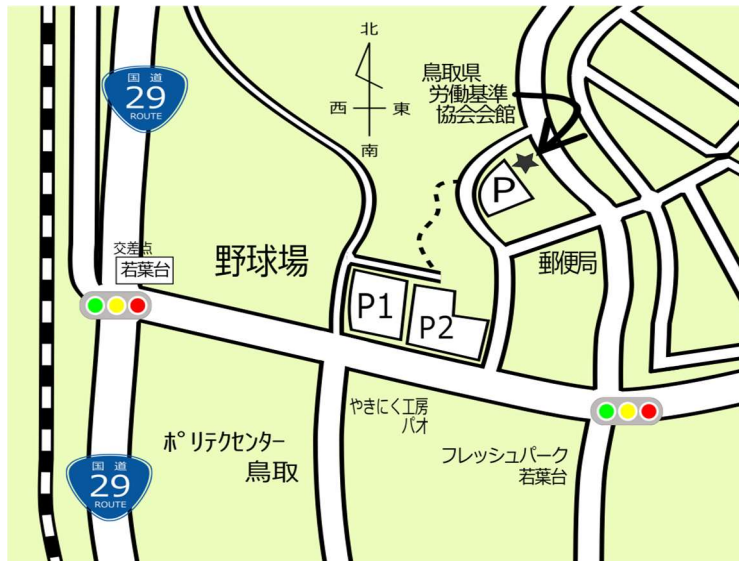 国道
29
ROUTE
北
西 東
南
鳥取県
労働基準
協会会館
P
交差点
若葉台
野球場
郵便局
P1
P2
やきにく工房
パオ
ポリテクセンター
鳥取
フレッシュパーク
若葉台
国道
29
ROUTE